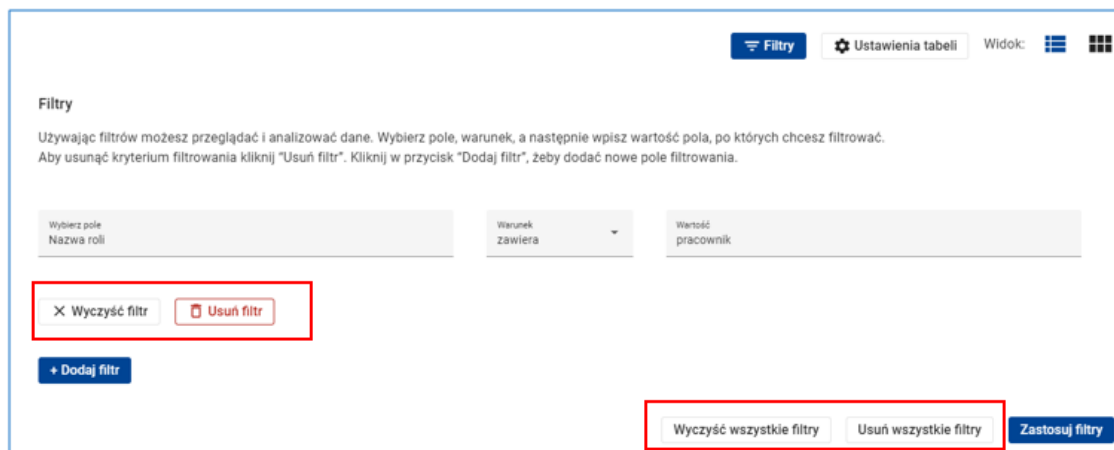 Filtry
Ustawienia tabeli
Widok:
Filtry
Używając filtrów możesz przeglądać i analizować dane. Wybierz pole, warunek, a następnie wpisz wartość pola, po których chcesz filtrować.
Aby usunąć kryterium filtrowania kliknij "Usuń filtr". Kliknij w przycisk "Dodaj filtr", żeby dodać nowe pole filtrowania.
Wybierz pole
Nazwa roli
Warunek
zawiera
Wartość
pracownik
Wyczyść filtr
Usuń filtr
+ Dodaj filtr
Wyczyść wszystkie filtry
Usuń wszystkie filtry
Zastosuj filtry